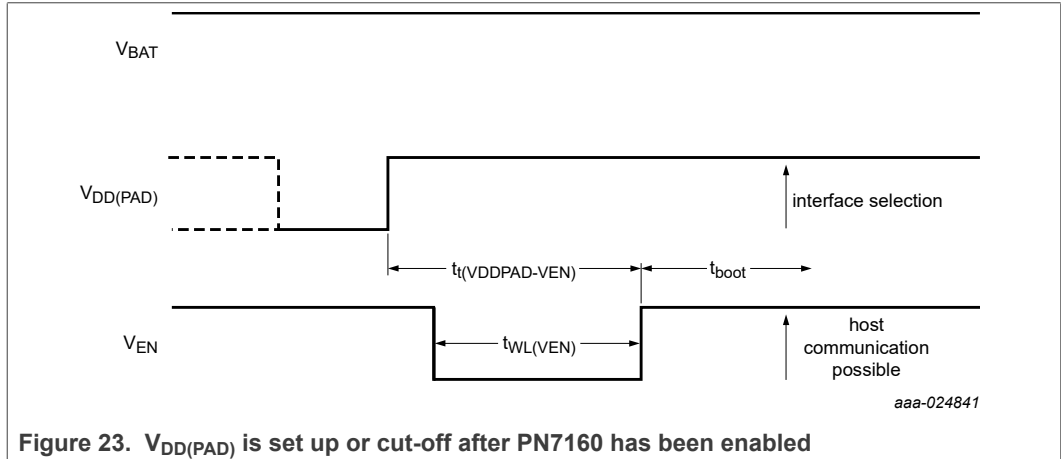 VBAT
VDD(PAD)
interface selection
tt(VDDPAD-VEN)
tboot
VEN
tWL(VEN)
host
communication
possible
aaa-024841
Figure 23. VDD(PAD) is set up or cut-off after PN7160 has been enabled